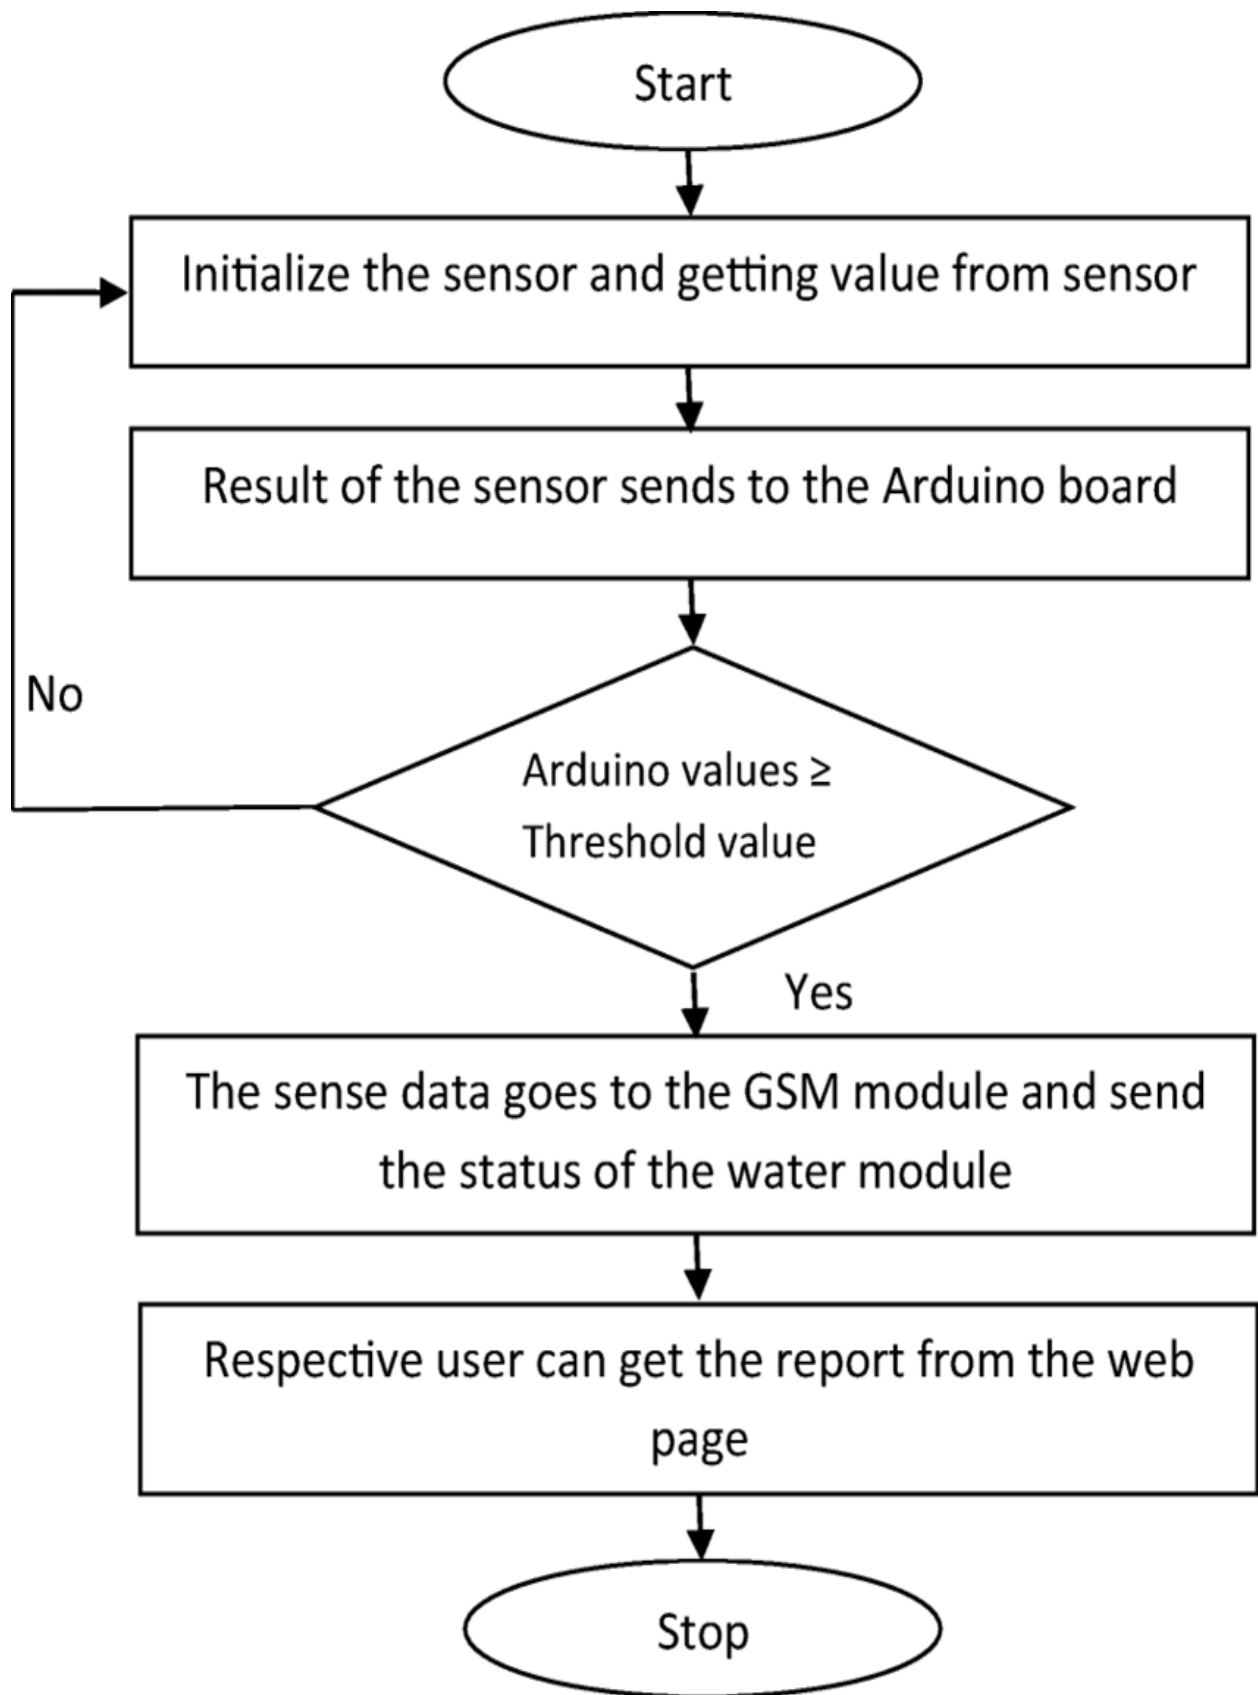 Start
Initialize the sensor and getting value from sensor
Result of the sensor sends to the Arduino board
No
Arduino values ≥
Threshold value
Yes
The sense data goes to the GSM module and send
the status of the water module
Respective user can get the report from the web
page
Stop